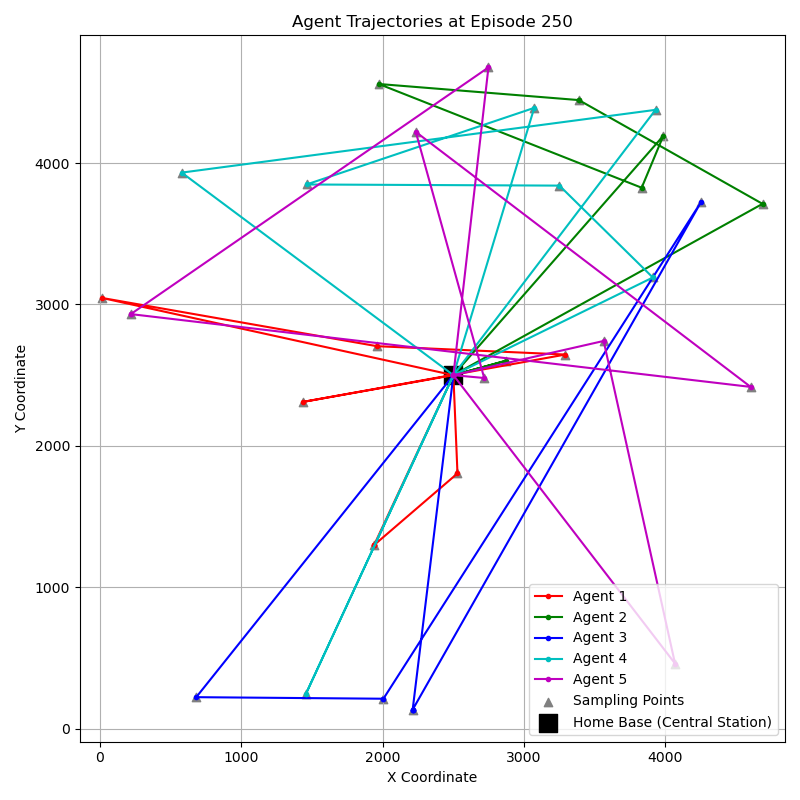 Agent Trajectories at Episode 250
Y Coordinate
4000
3000
2000
1000
0
0
1000
2000
3000
4000
X Coordinate
Agent 1
Agent 2
Agent 3
Agent 4
Agent 5
Sampling Points
Home Base (Central Station)